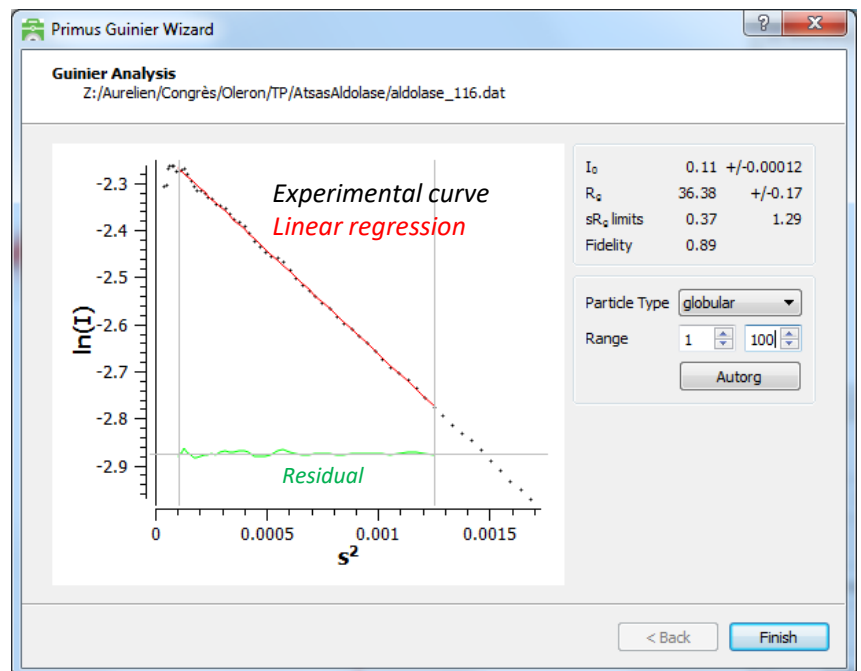 Primus Guinier Wizard
?
X
Guinier Analysis
Z:/Aurelien/Congrès/Oleron/TP/AtsasAldolase/aldolase_116.dat
Experimental curve
Linear regression
Residual
ln(I)
-2.3
-2.4
-2.5
-2.6
-2.7
-2.8
-2.9
0 0.0005 0.001 0.0015
s²
I₀ 0.11 +/-0.00012
Rg 36.38 +/-0.17
sRg limits 0.37 1.29
Fidelity 0.89
Particle Type globular
Range 1 100
Autorg
< Back Finish